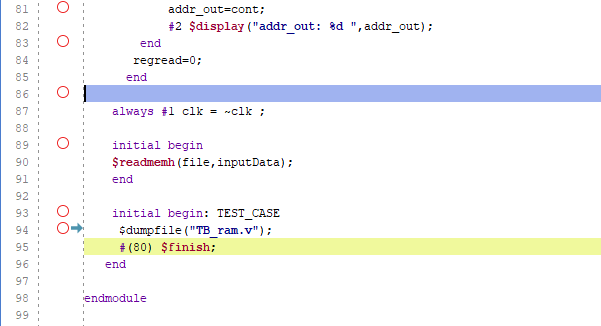 81 addr_out=cont;
82 #2 $display("addr_out: %d ",addr_out);
83 end
84 regread=0;
85 end
86
87 always #1 clk = ~clk ;
88
89 initial begin
90 $readmemh(file,inputData);
91 end
92
93 initial begin: TEST_CASE
94 $dumpfile("TB_ram.v");
95 #(80) $finish;
96 end
97
98 endmodule
99